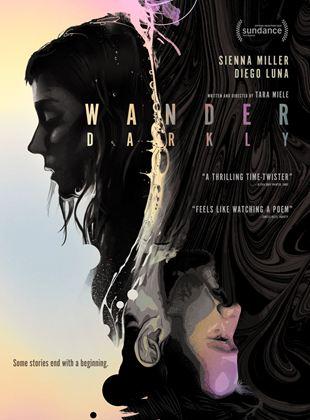 sundance
SIENNA MILLER
DIEGO LUNA
WRITTEN AND DIRECTED BY TARA MIELE
WANDER
DARKLY
"A THRILLING TIME-TWISTER"
"FEELS LIKE WATCHING A POEM"
Some stories end with a beginning.